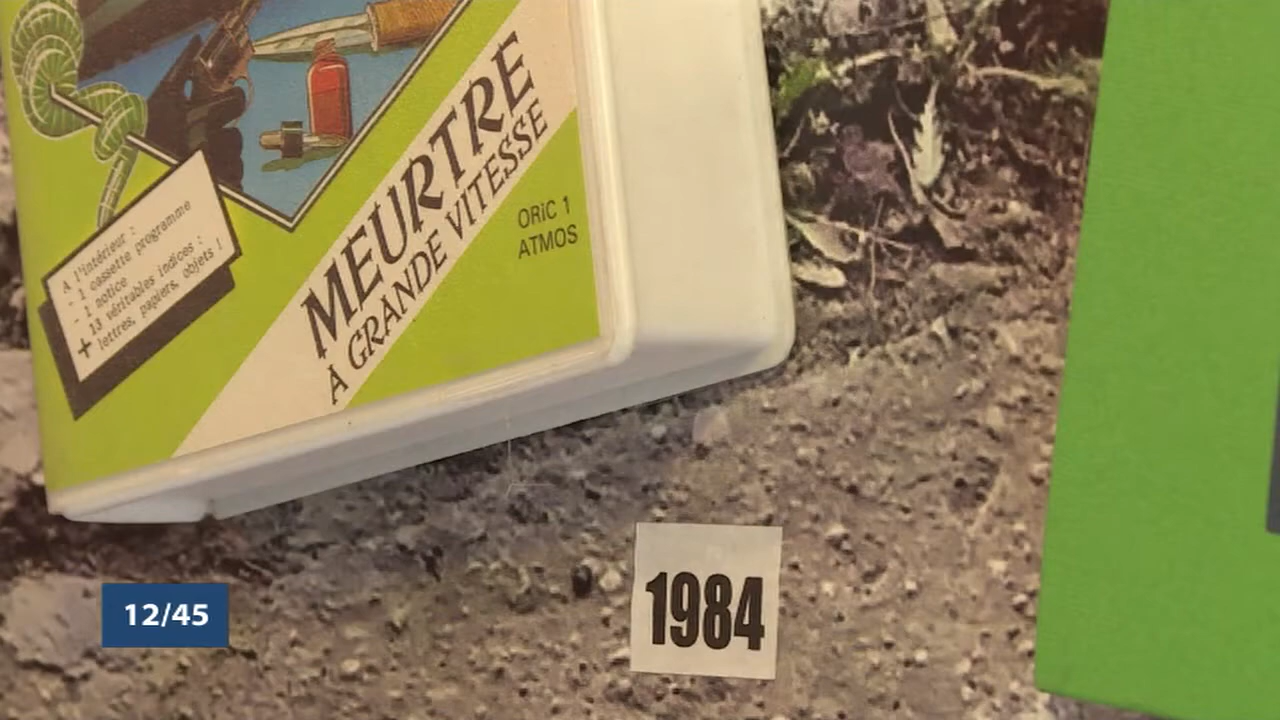 À l'intérieur :
- 1 cassette programme
- 1 notice
+ 13 véritables indices :
lettres, papiers, objets !
MEURTRE
À GRANDE VITESSE
ORiC 1
ATMOS
1984
12/45